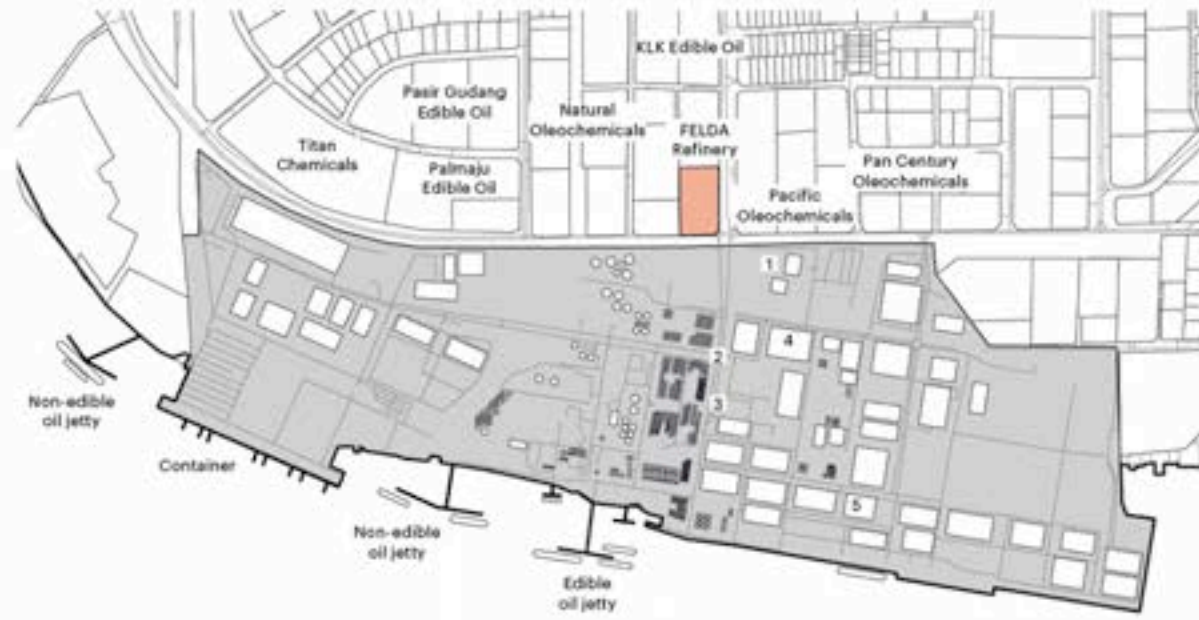 KLK Edible Oil
Pasir Gudang
Edible Oil
Natural
Oleochemicals
FELDA
Refinery
Titan
Chemicals
Palmaju
Edible Oil
Pan Century
Oleochemicals
Pacific
Oleochemicals
1
2
4
3
5
Non-edible
oil jetty
Container
Non-edible
oil jetty
Edible
oil jetty